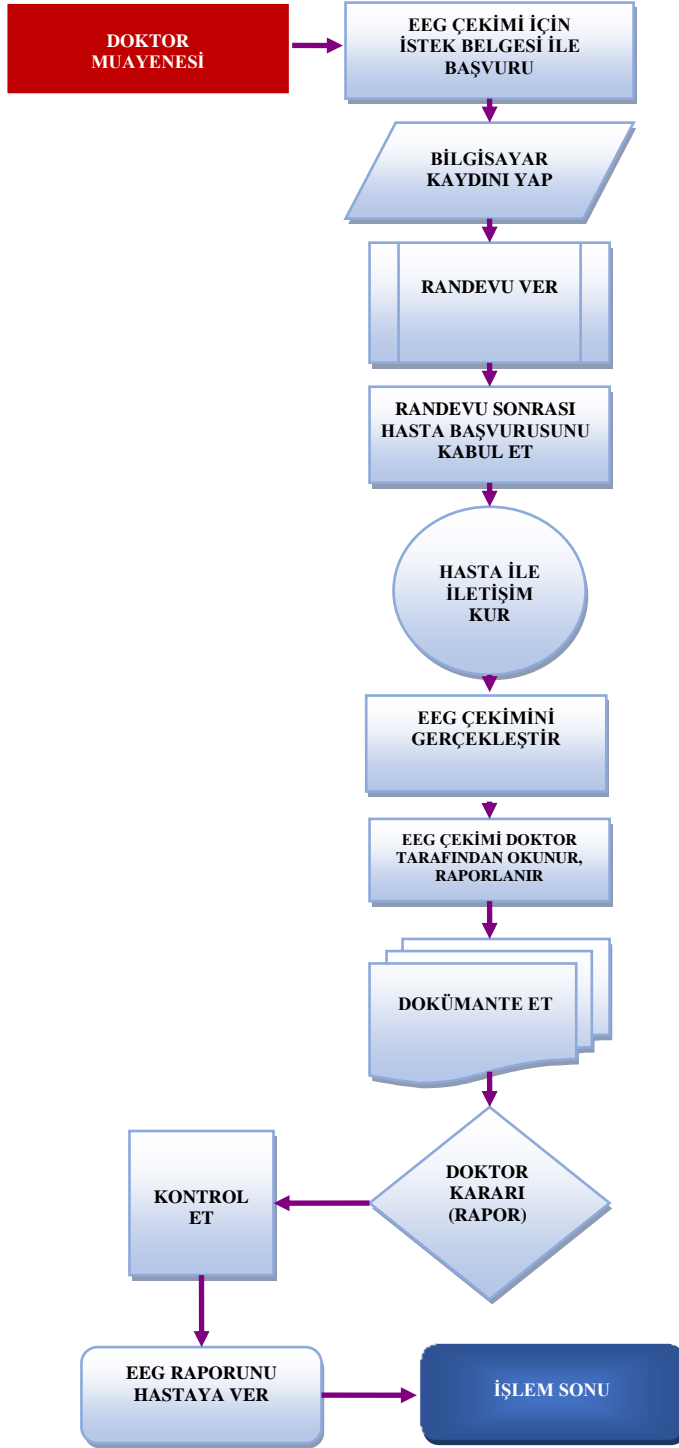 DOKTOR
MUAYENESİ
EEG ÇEKİMİ İÇİN
İSTEK BELGESİ İLE
BAŞVURU
BİLGİSAYAR
KAYDINI YAP
RANDEVU VER
RANDEVU SONRASI
HASTA BAŞVURUSUNU
KABUL ET
HASTA İLE
İLETİŞİM
KUR
EEG ÇEKİMİNİ
GERÇEKLEŞTİR
EEG ÇEKİMİ DOKTOR
TARAFINDAN OKUNUR,
RAPORLANIR
DOKÜMANTE ET
DOKTOR
KARARI
(RAPOR)
KONTROL
ET
EEG RAPORUNU
HASTAYA VER
İŞLEM SONU